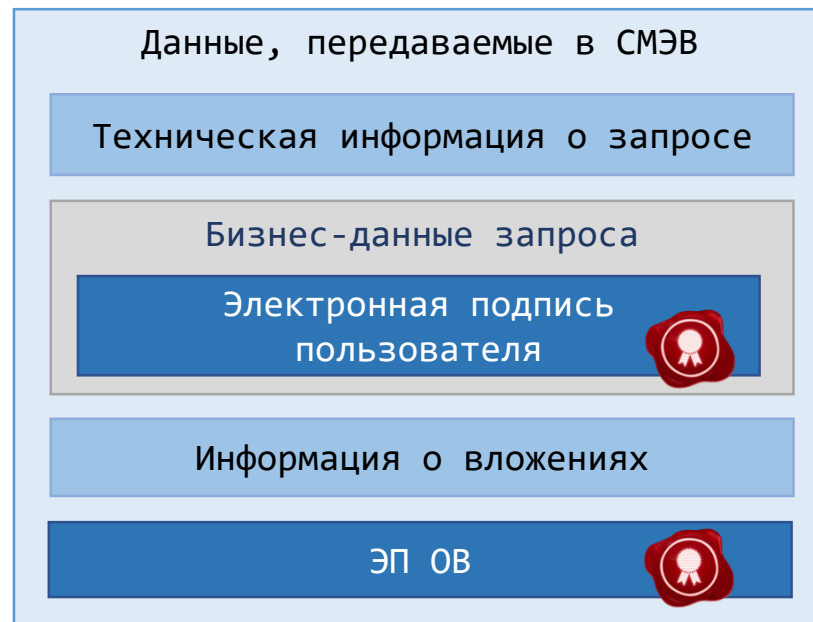 Данные, передаваемые в СМЭВ
Техническая информация о запросе
Бизнес-данные запроса
Электронная подпись
пользователя
Информация о вложениях
ЭП ОВ